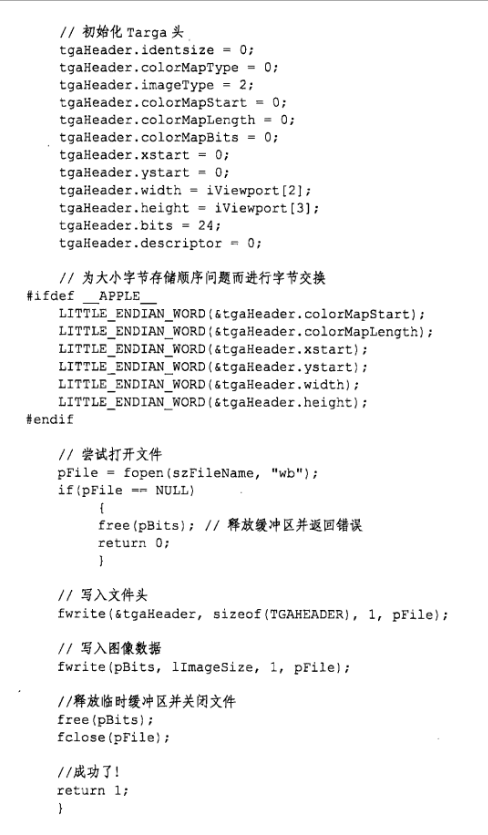 // 初始化 Targa 头
tgaHeader.identsize = 0;
tgaHeader.colorMapType = 0;
tgaHeader.imageType = 2;
tgaHeader.colorMapStart = 0;
tgaHeader.colorMapLength = 0;
tgaHeader.colorMapBits = 0;
tgaHeader.xstart = 0;
tgaHeader.ystart = 0;
tgaHeader.width = iViewport[2];
tgaHeader.height = iViewport[3];
tgaHeader.bits = 24;
tgaHeader.descriptor = 0;
// 为大小字节存储顺序问题而进行字节交换
#ifdef __APPLE__
LITTLE_ENDIAN_WORD(&tgaHeader.colorMapStart);
LITTLE_ENDIAN_WORD(&tgaHeader.colorMapLength);
LITTLE_ENDIAN_WORD(&tgaHeader.xstart);
LITTLE_ENDIAN_WORD(&tgaHeader.ystart);
LITTLE_ENDIAN_WORD(&tgaHeader.width);
LITTLE_ENDIAN_WORD(&tgaHeader.height);
#endif
// 尝试打开文件
pFile = fopen(szFileName, "wb");
if(pFile == NULL)
{
free(pBits); // 释放缓冲区并返回错误
return 0;
}
// 写入文件头
fwrite(&tgaHeader, sizeof(TGAHEADER), 1, pFile);
// 写入图像数据
fwrite(pBits, lImageSize, 1, pFile);
//释放临时缓冲区并关闭文件
free(pBits);
fclose(pFile);
//成功了!
return 1;
}